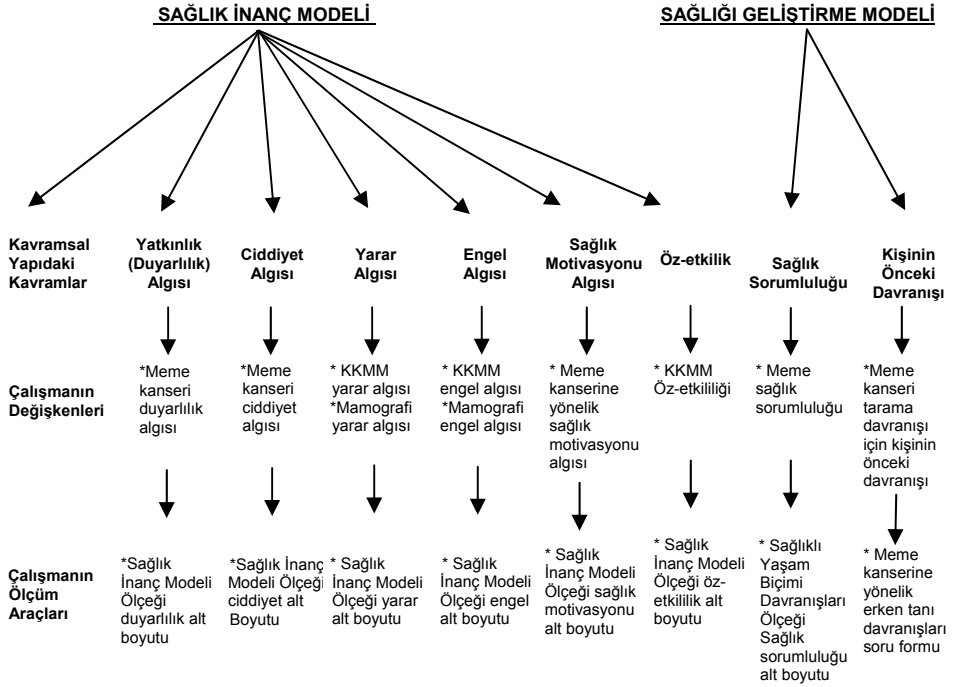 SAĞLIK İNANÇ MODELİ
SAĞLIĞI GELİŞTİRME MODELİ
Kavramsal
Yapıdaki
Kavramlar
Yatkınlık
(Duyarlılık)
Algısı
Ciddiyet
Algısı
Yarar
Algısı
Engel
Algısı
Sağlık
Motivasyonu
Algısı
Öz-etkilik
Sağlık
Sorumluluğu
Kişinin
Önceki
Davranışı
Çalışmanın
Değişkenleri
*Meme
kanseri
duyarlılık
algısı
*Meme
kanseri
ciddiyet
algısı
* KKMM
yarar algısı
*Mamografi
yarar algısı
* KKMM
engel algısı
*Mamografi
engel algısı
* Meme
kanserine
yönelik
sağlık
motivasyonu
algısı
* KKMM
Öz-etkililiği
* Meme
sağlık
sorumluluğu
*Meme
kanseri
tarama
davranışı
için kişinin
önceki
davranışı
Çalışmanın
Ölçüm
Araçları
*Sağlık
İnanç Modeli
Ölçeği
duyarlılık alt
boyutu
*Sağlık İnanç
Modeli Ölçeği
ciddiyet alt
Boyutu
* Sağlık
İnanç Modeli
Ölçeği yarar
alt boyutu
* Sağlık
İnanç Modeli
Ölçeği engel
alt boyutu
* Sağlık
İnanç Modeli
Ölçeği sağlık
motivasyonu
alt boyutu
* Sağlık
İnanç Modeli
Ölçeği öz-
etkililik alt
boyutu
* Sağlıklı
Yaşam
Biçimi
Davranışları
Ölçeği
Sağlık
sorumluluğu
alt boyutu
* Meme
kanserine
yönelik
erken tanı
davranışları
soru formu